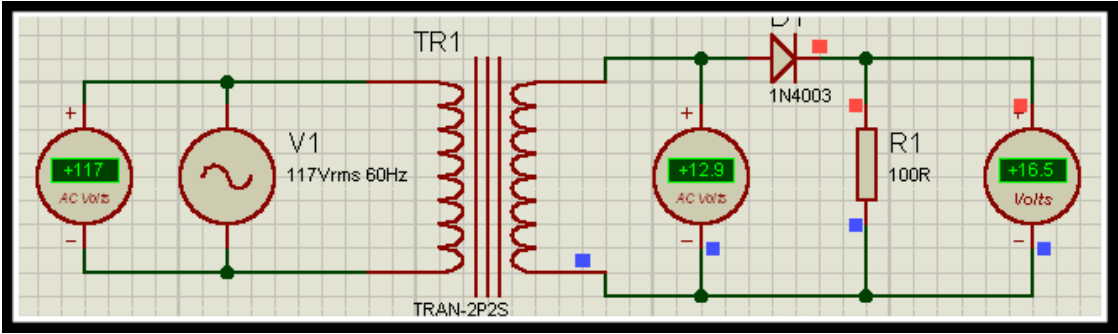 TR1
V1
117Vrms 60Hz
+
+117
AC Volts
−
TRAN-2P2S
D1
1N4003
+
+12.9
AC Volts
−
R1
100R
+
+16.5
Volts
−